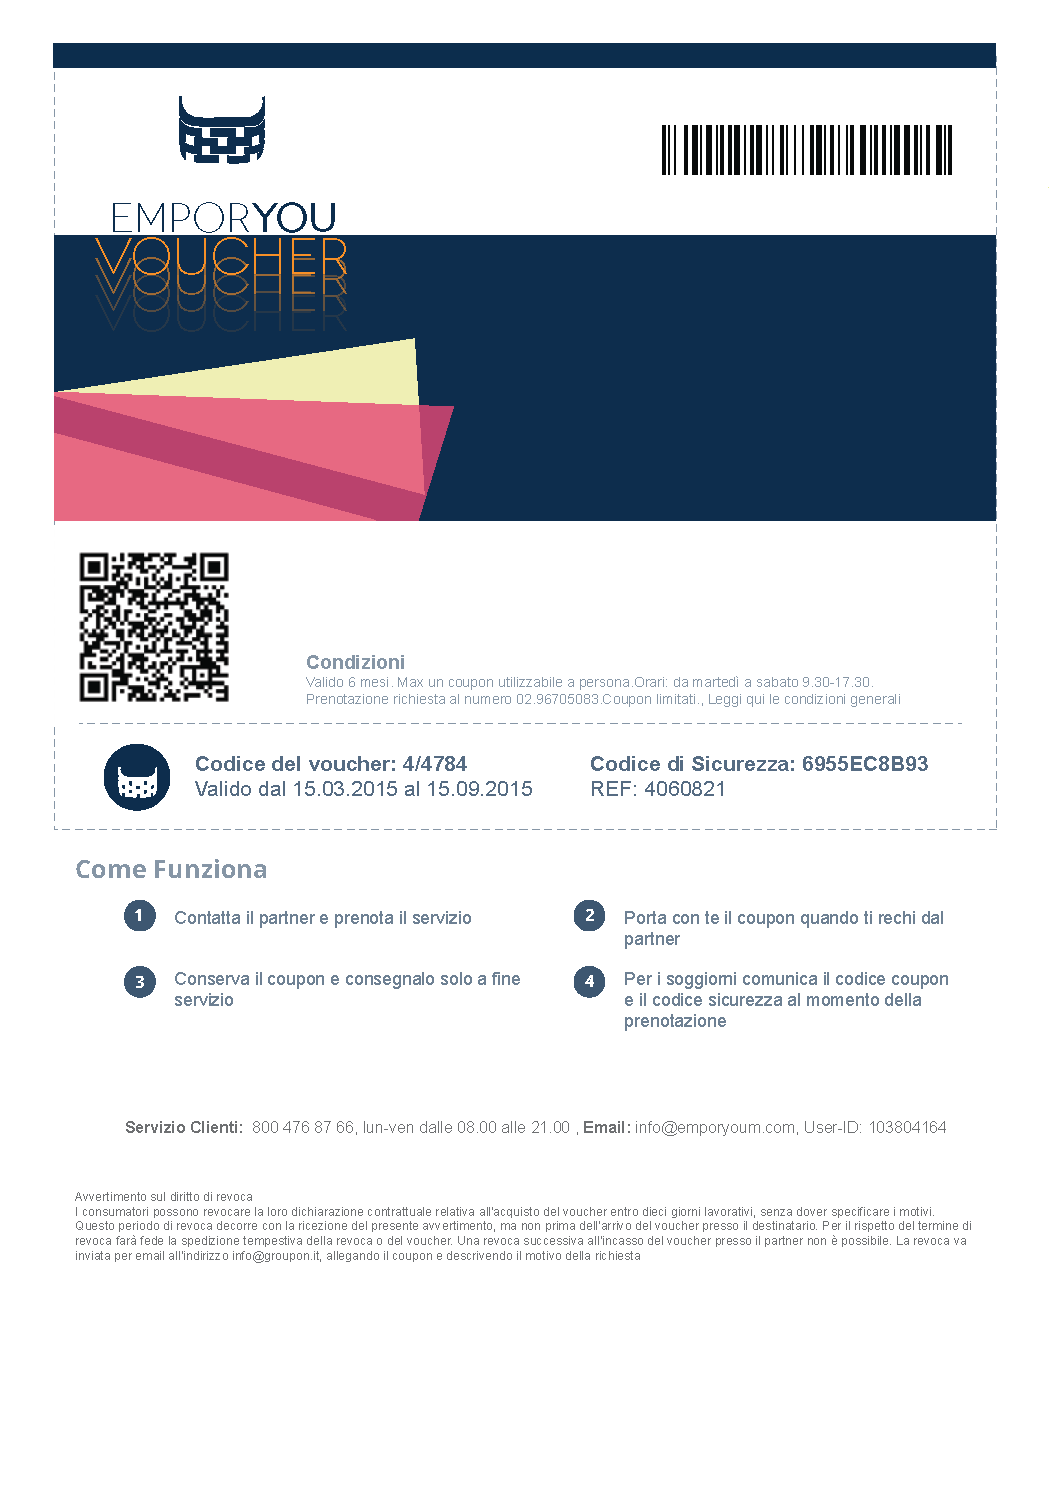 EMPORYOU
VOUCHER
VOUCHER
VOUCHER
VOUCHER
Condizioni
Valido 6 mesi. Max un coupon utilizzabile a persona.Orari: da martedì a sabato 9.30-17.30.
Prenotazione richiesta al numero 02.96705083.Coupon limitati., Leggi qui le condizioni generali
Codice del voucher: 4/4784
Valido dal 15.03.2015 al 15.09.2015
Codice di Sicurezza: 6955EC8B93
REF: 4060821
Come Funziona
1 Contatta il partner e prenota il servizio
2 Porta con te il coupon quando ti rechi dal
partner
3 Conserva il coupon e consegnalo solo a fine
servizio
4 Per i soggiorni comunica il codice coupon
e il codice sicurezza al momento della
prenotazione
Servizio Clienti: 800 476 87 66, lun-ven dalle 08.00 alle 21.00 , Email: info@emporyoum.com, User-ID: 103804164
Avvertimento sul diritto di revoca
I consumatori possono revocare la loro dichiarazione contrattuale relativa all'acquisto del voucher entro dieci giorni lavorativi, senza dover specificare i motivi.
Questo periodo di revoca decorre con la ricezione del presente avvertimento, ma non prima dell'arrivo del voucher presso il destinatario. Per il rispetto del termine di
revoca farà fede la spedizione tempestiva della revoca o del voucher. Una revoca successiva all'incasso del voucher presso il partner non è possibile. La revoca va
inviata per email all'indirizzo info@groupon.it, allegando il coupon e descrivendo il motivo della richiesta